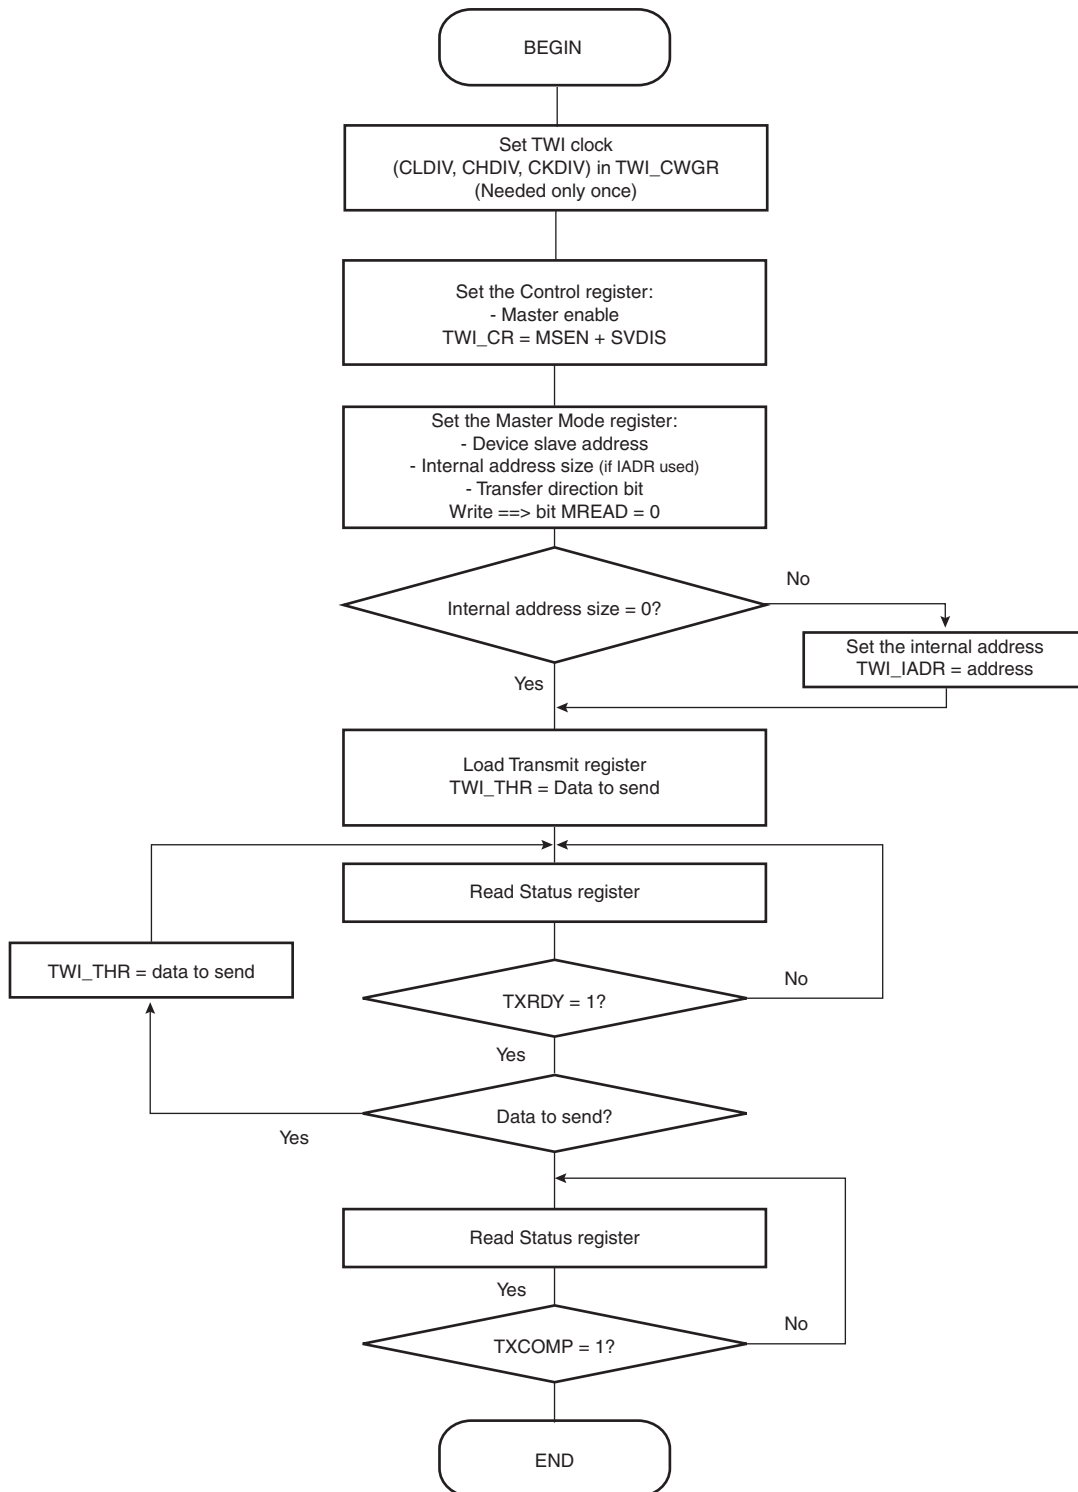 BEGIN
Set TWI clock
(CLDIV, CHDIV, CKDIV) in TWI_CWGR
(Needed only once)
Set the Control register:
- Master enable
TWI_CR = MSEN + SVDIS
Set the Master Mode register:
- Device slave address
- Internal address size (if IADR used)
- Transfer direction bit
Write ==> bit MREAD = 0
No
Internal address size = 0?
Set the internal address
TWI_IADR = address
Yes
Load Transmit register
TWI_THR = Data to send
Read Status register
TWI_THR = data to send
No
TXRDY = 1?
Yes
Data to send?
Yes
Read Status register
Yes
No
TXCOMP = 1?
END